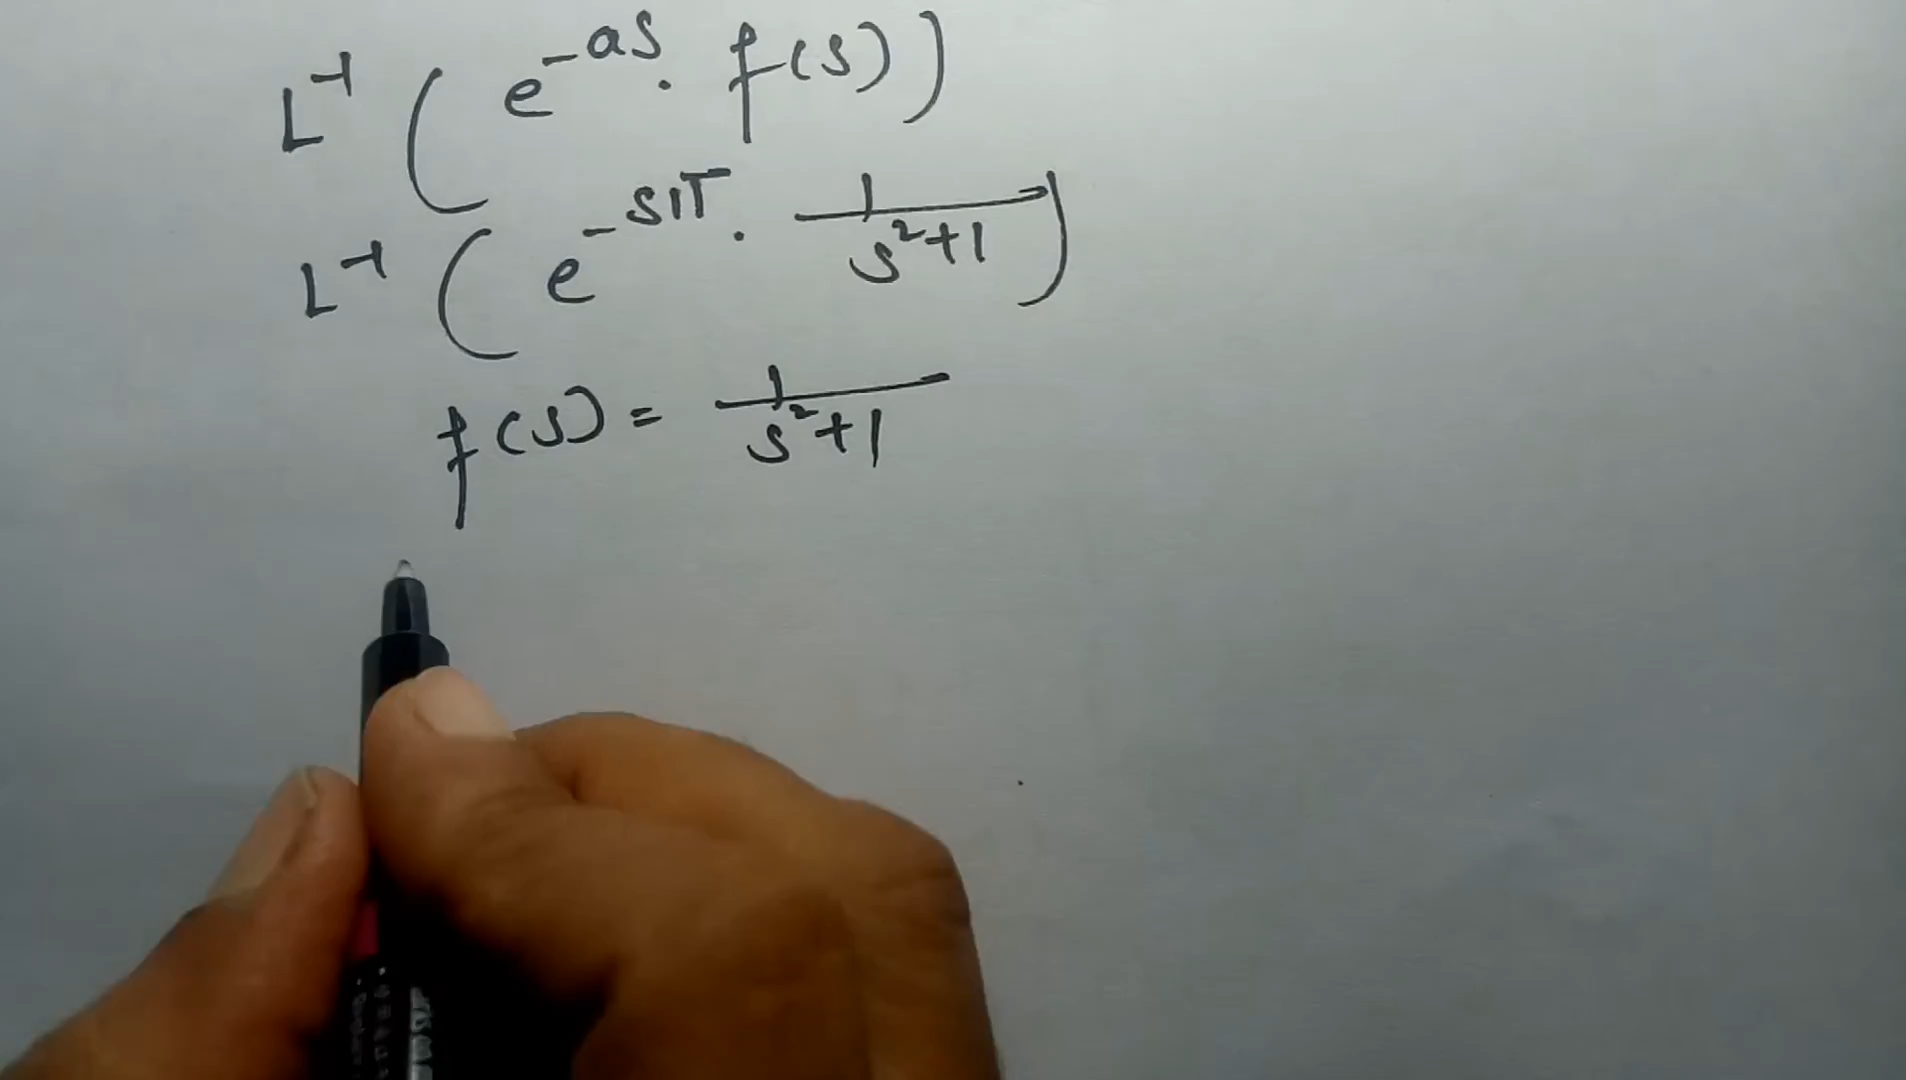 L⁻¹ ( e⁻ᵃˢ . f(s) )
L⁻¹ ( e^-sπ . 1/(s²+1) )
f(s) = 1/(s²+1)